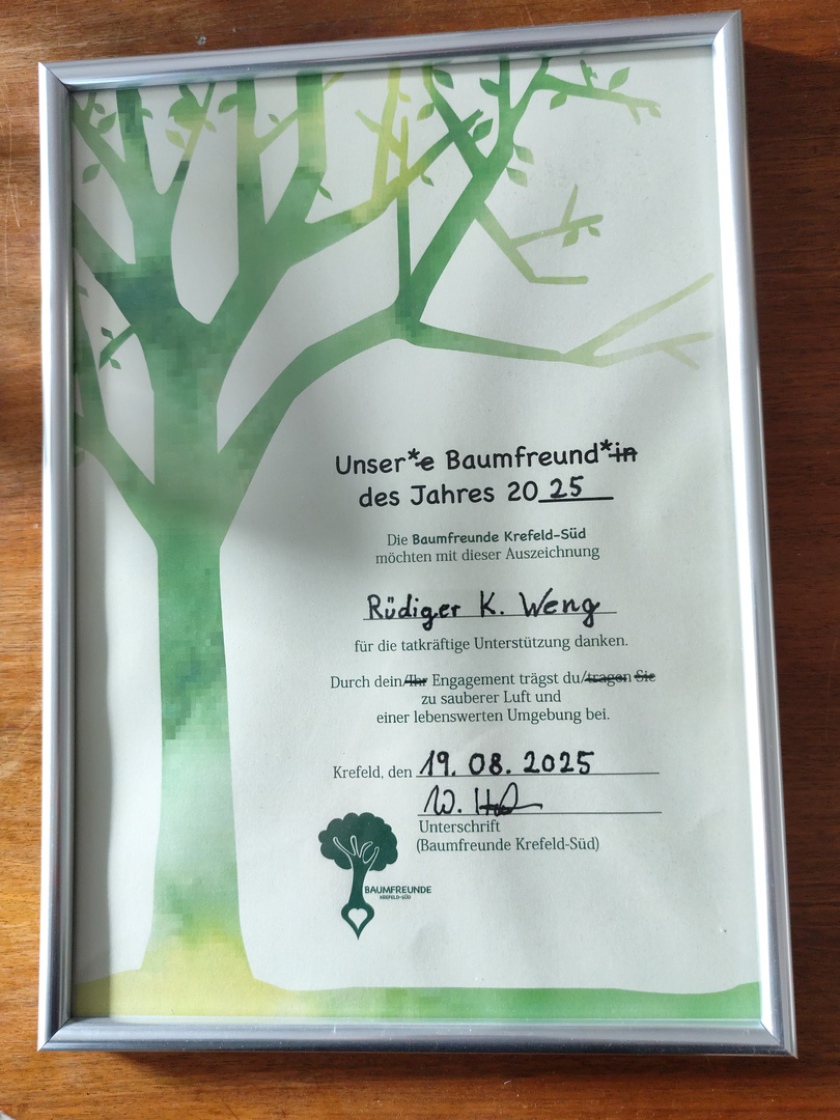 Unser*e Baumfreund*in
des Jahres 2025
Die Baumfreunde Krefeld-Süd
möchten mit dieser Auszeichnung
Rüdiger K. Weng
für die tatkräftige Unterstützung danken.
Durch dein/Ihr Engagement trägst du/tragen Sie
zu sauberer Luft und
einer lebenswerten Umgebung bei.
Krefeld, den 19. 08. 2025
W.
Unterschrift
(Baumfreunde Krefeld-Süd)
BAUMFREUNDE
KREFELD-SÜD